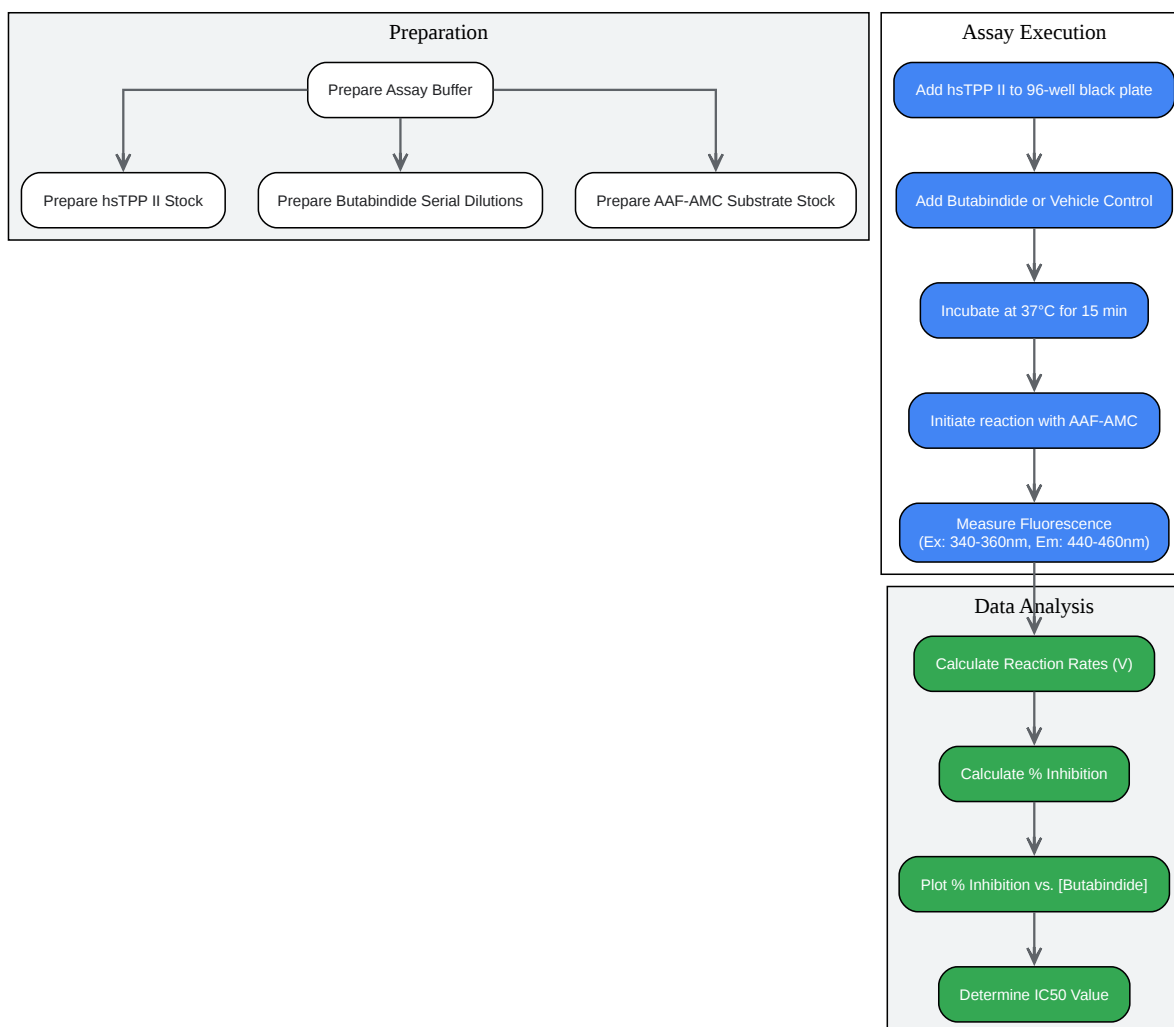 Preparation
Prepare Assay Buffer
Prepare hsTPP II Stock
Prepare Butabindide Serial Dilutions
Prepare AAF-AMC Substrate Stock
Assay Execution
Add hsTPP II to 96-well black plate
Add Butabindide or Vehicle Control
Incubate at 37°C for 15 min
Initiate reaction with AAF-AMC
Measure Fluorescence
(Ex: 340-360nm, Em: 440-460nm)
Data Analysis
Calculate Reaction Rates (V)
Calculate % Inhibition
Plot % Inhibition vs. [Butabindide]
Determine IC50 Value